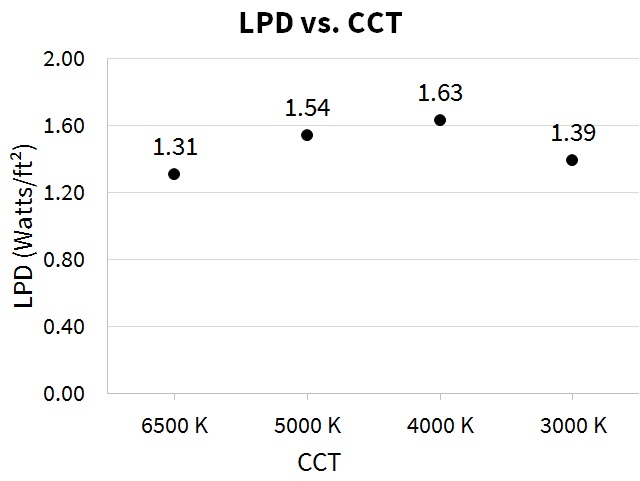 LPD vs. CCT
LPD (Watts/ft²)
2.00
1.60
1.20
0.80
0.40
0.00
1.31
1.54
1.63
1.39
6500 K
5000 K
4000 K
3000 K
CCT